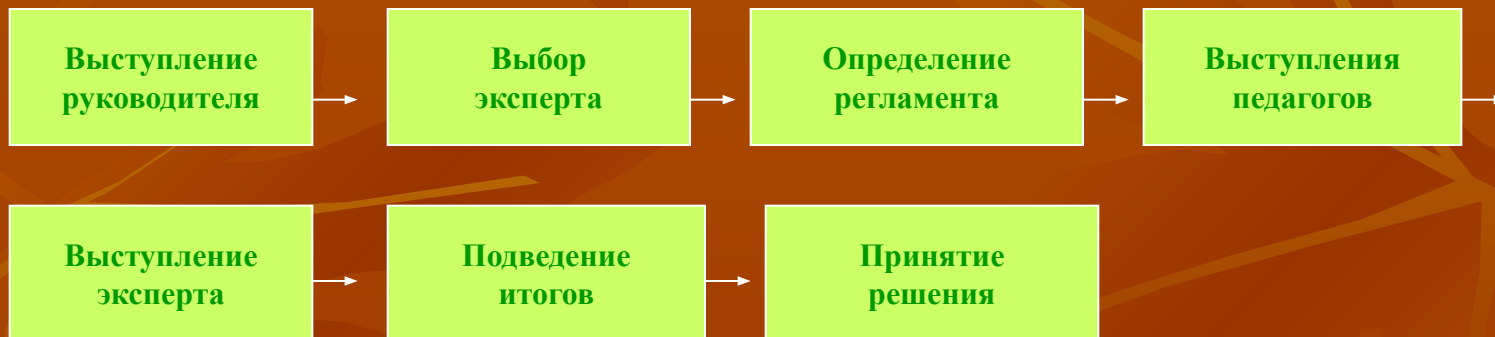 Выступление
руководителя
Выбор
эксперта
Определение
регламента
Выступления
педагогов
Выступление
эксперта
Подведение
итогов
Принятие
решения